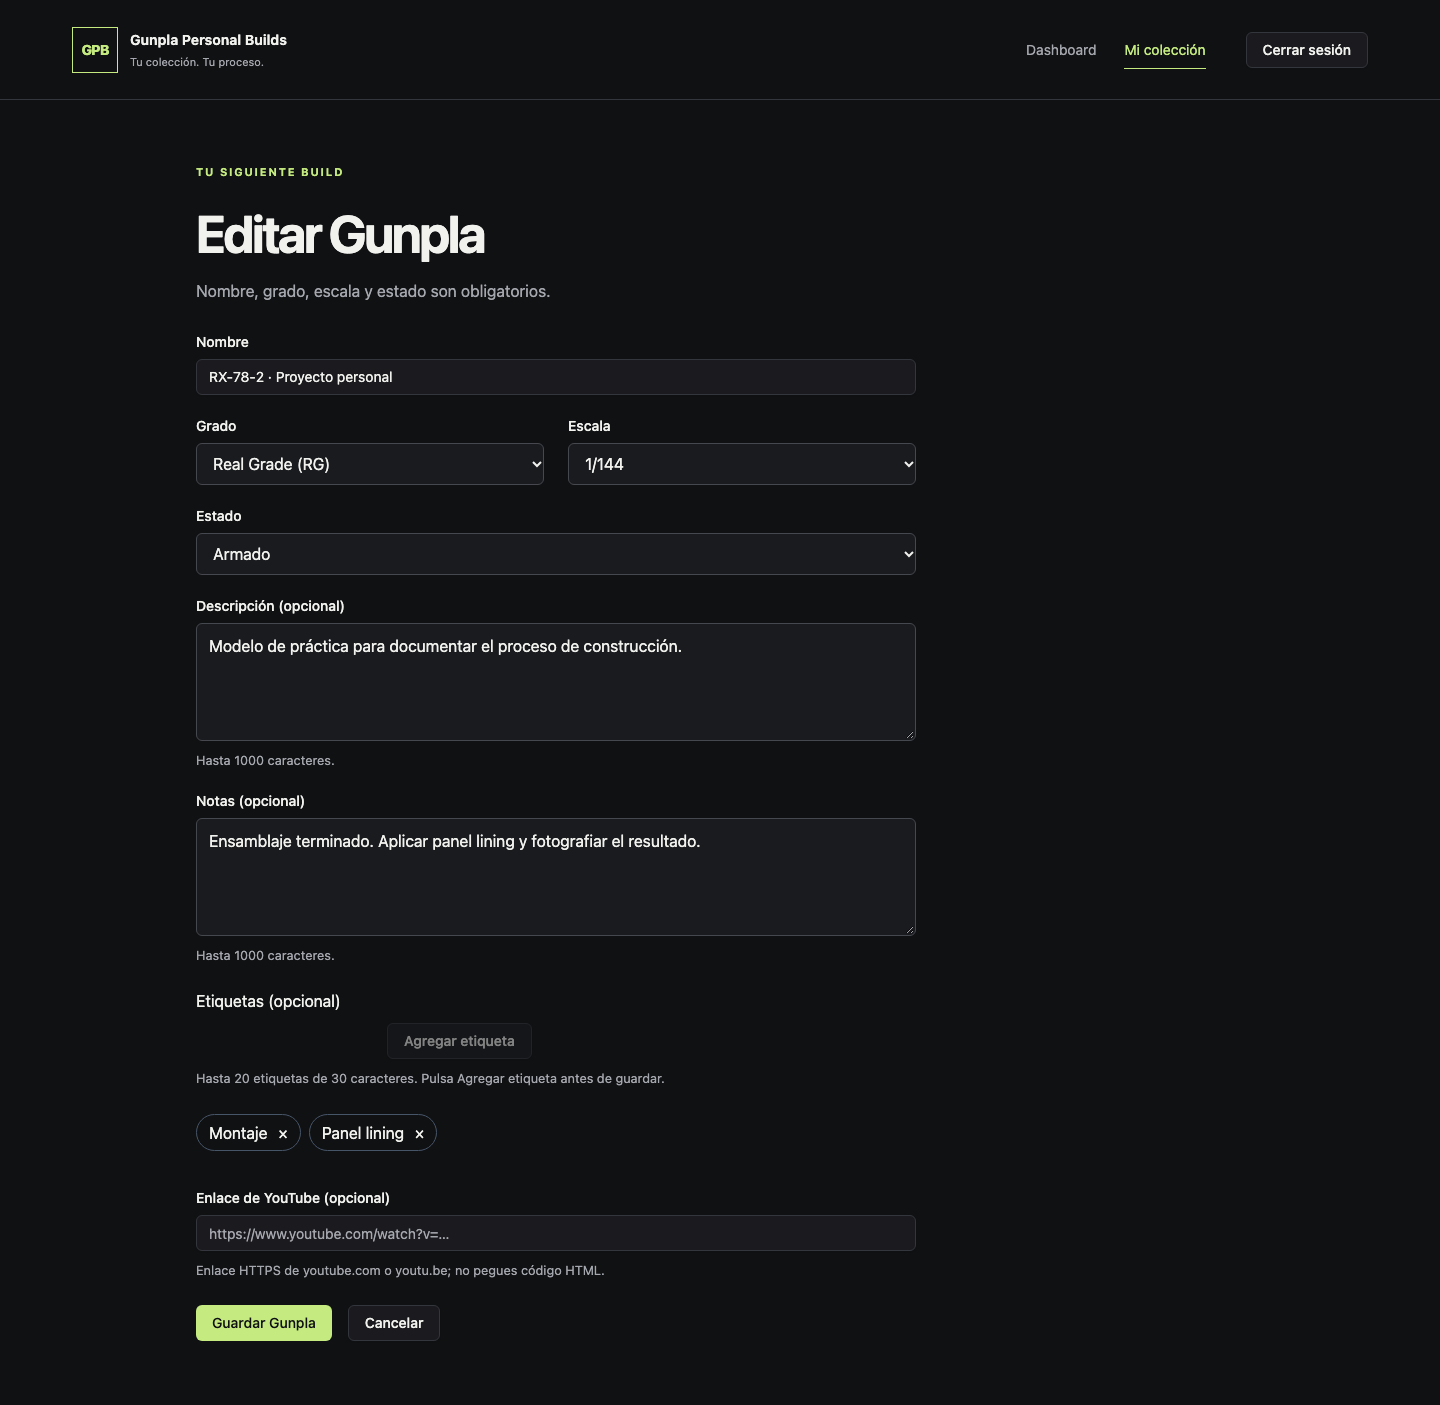 GPB
Gunpla Personal Builds
Tu colección. Tu proceso.
Dashboard
Mi colección
Cerrar sesión
TU SIGUIENTE BUILD
Editar Gunpla
Nombre, grado, escala y estado son obligatorios.
Nombre
RX-78-2 · Proyecto personal
Grado
Escala
Real Grade (RG)
1/144
Estado
Armado
Descripción (opcional)
Modelo de práctica para documentar el proceso de construcción.
Hasta 1000 caracteres.
Notas (opcional)
Ensamblaje terminado. Aplicar panel lining y fotografiar el resultado.
Hasta 1000 caracteres.
Etiquetas (opcional)
Agregar etiqueta
Hasta 20 etiquetas de 30 caracteres. Pulsa Agregar etiqueta antes de guardar.
Montaje ×
Panel lining ×
Enlace de YouTube (opcional)
https://www.youtube.com/watch?v=...
Enlace HTTPS de youtube.com o youtu.be; no pegues código HTML.
Guardar Gunpla
Cancelar